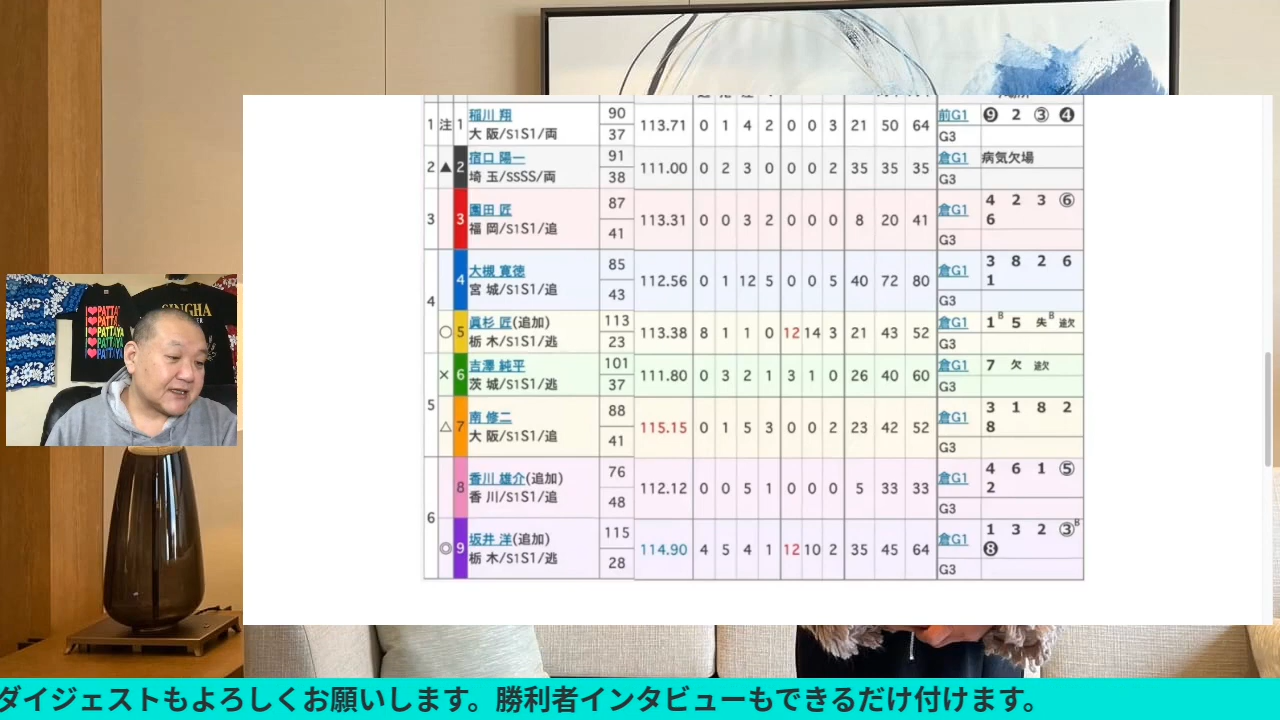 1 注 1 稲川 翔 90 113.71 0 1 4 2 0 0 3 21 50 64 前G1 ❾ 2 ③ ❹
大 阪/S1S1/両 37 G3
2 ▲ 2 宿口 陽一 91 111.00 0 2 3 0 0 0 2 35 35 35 倉G1 病気欠場
埼 玉/SSSS/両 38 G3
3 3 園田 匠 87 113.31 0 0 3 2 0 0 0 8 20 41 倉G1 4 2 3 ⑥
福 岡/S1S1/追 41 6
G3
4 4 大槻 寛徳 85 112.56 0 1 12 5 0 0 5 40 72 80 倉G1 3 8 2 6
宮 城/S1S1/追 43 1
G3
○ 5 眞杉 匠(追加) 113 113.38 8 1 1 0 12 14 3 21 43 52 倉G1 1B 5 失B 途欠
栃 木/S1S1/逃 23 G3
5 × 6 吉澤 純平 101 111.80 0 3 2 1 3 1 0 26 40 60 倉G1 7 欠 途欠
茨 城/S1S1/逃 37 G3
△ 7 南 修二 88 115.15 0 1 5 3 0 0 2 23 42 52 倉G1 3 1 8 2
大 阪/S1S1/追 41 8
G3
6 8 香川 雄介(追加) 76 112.12 0 0 5 1 0 0 0 5 33 33 倉G1 4 6 1 ⑤
香 川/S1S1/追 48 2
G3
◎ 9 坂井 洋(追加) 115 114.90 4 5 4 1 12 10 2 35 45 64 倉G1 1 3 2 ③B
栃 木/S1S1/逃 28 ❽
G3
PATTAYA
PATTAYA
PATTAYA
SINGHA
ダイジェストもよろしくお願いします。勝利者インタビューもできるだけ付けます。